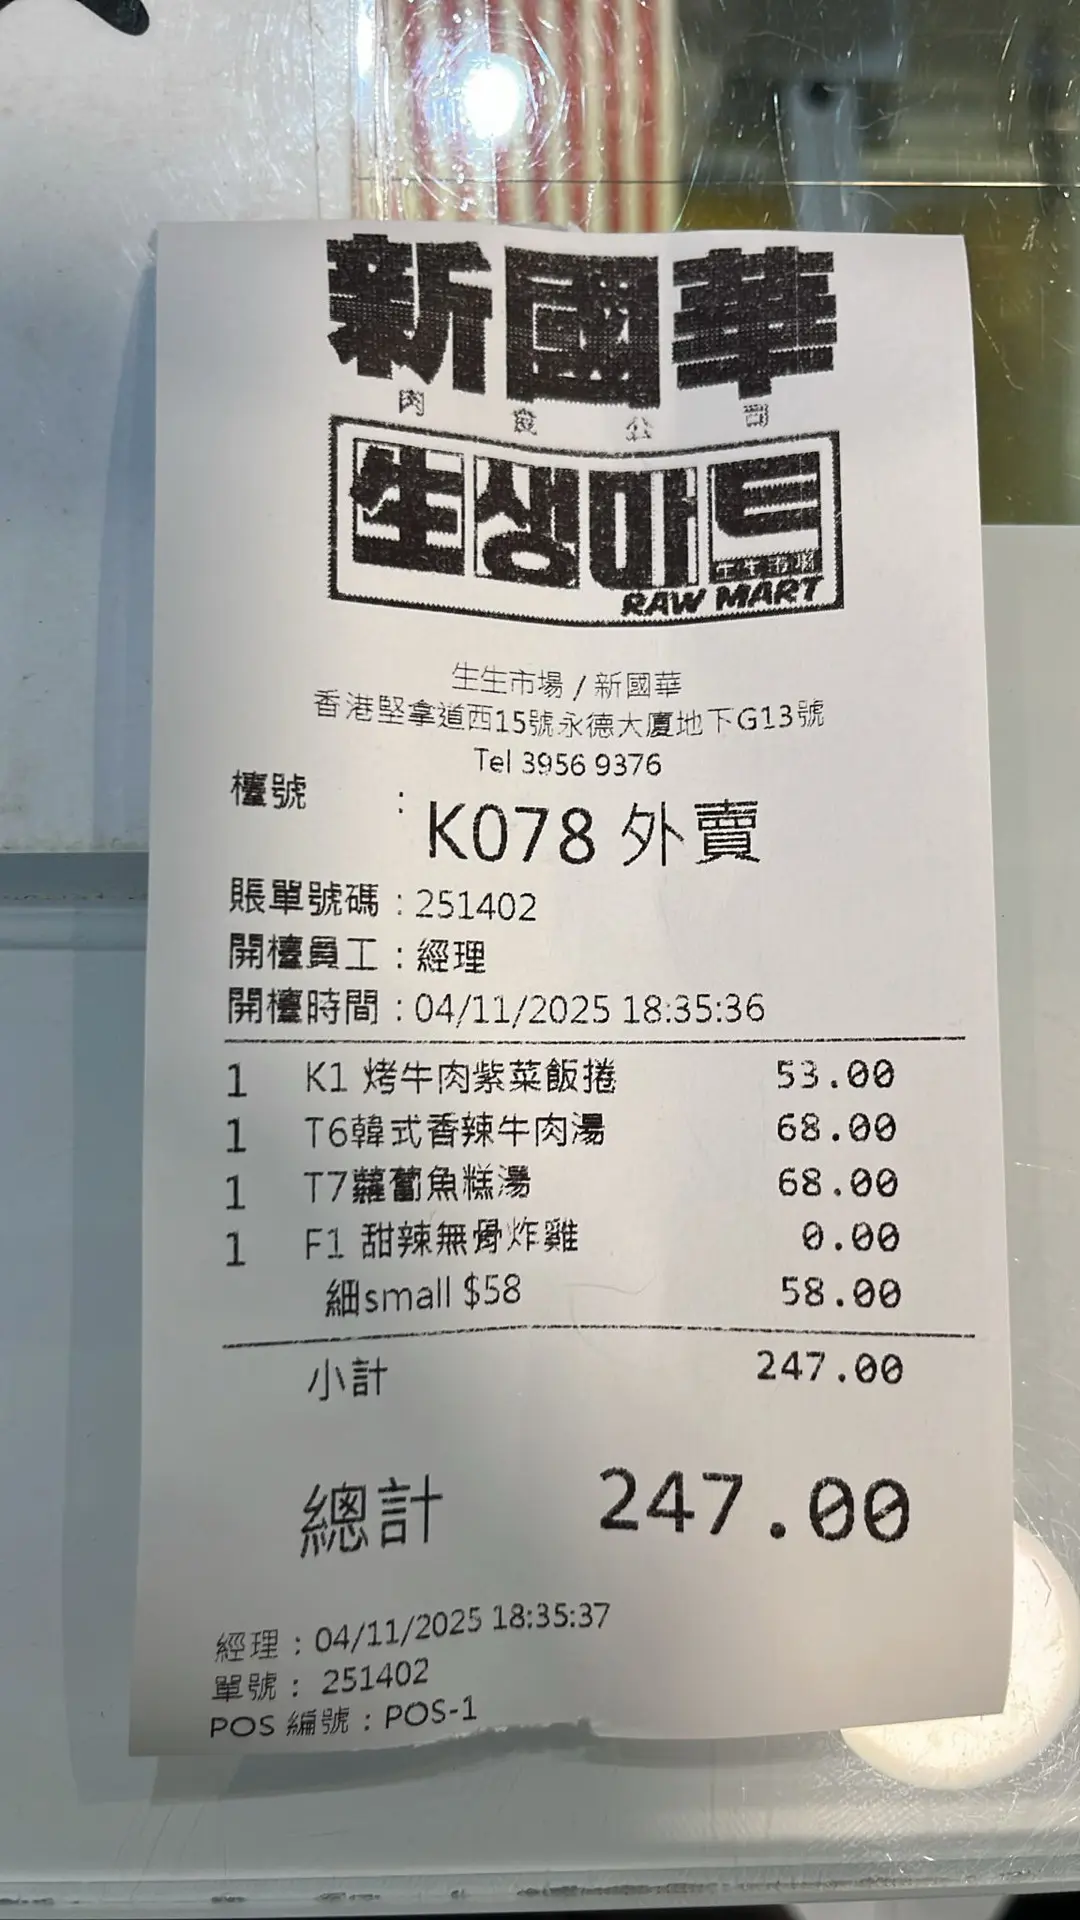 新國華
肉食公司
生생마트
生生市場
RAW MART
生生市場 / 新國華
香港堅拿道西15號永德大廈地下G13號
Tel 3956 9376
檯號 : K078 外賣
賬單號碼 : 251402
開檯員工 : 經理
開檯時間 : 04/11/2025 18:35:36
1 K1 烤牛肉紫菜飯捲 53.00
1 T6韓式香辣牛肉湯 68.00
1 T7蘿蔔魚糕湯 68.00
1 F1 甜辣無骨炸雞 0.00
細small $58 58.00
小計 247.00
總計 247.00
經理 : 04/11/2025 18:35:37
單號 : 251402
POS 編號 : POS-1